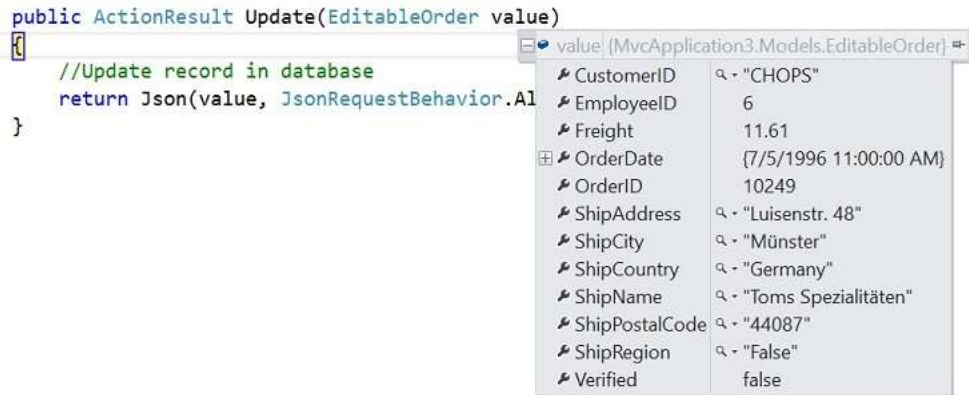 public ActionResult Update(EditableOrder value)
{
value {MvcApplication3.Models.EditableOrder}
//Update record in database
CustomerID "CHOPS"
return Json(value, JsonRequestBehavior.Al
EmployeeID 6
}
Freight 11.61
OrderDate {7/5/1996 11:00:00 AM}
OrderID 10249
ShipAddress "Luisenstr. 48"
ShipCity "Münster"
ShipCountry "Germany"
ShipName "Toms Spezialitäten"
ShipPostalCode "44087"
ShipRegion "False"
Verified false